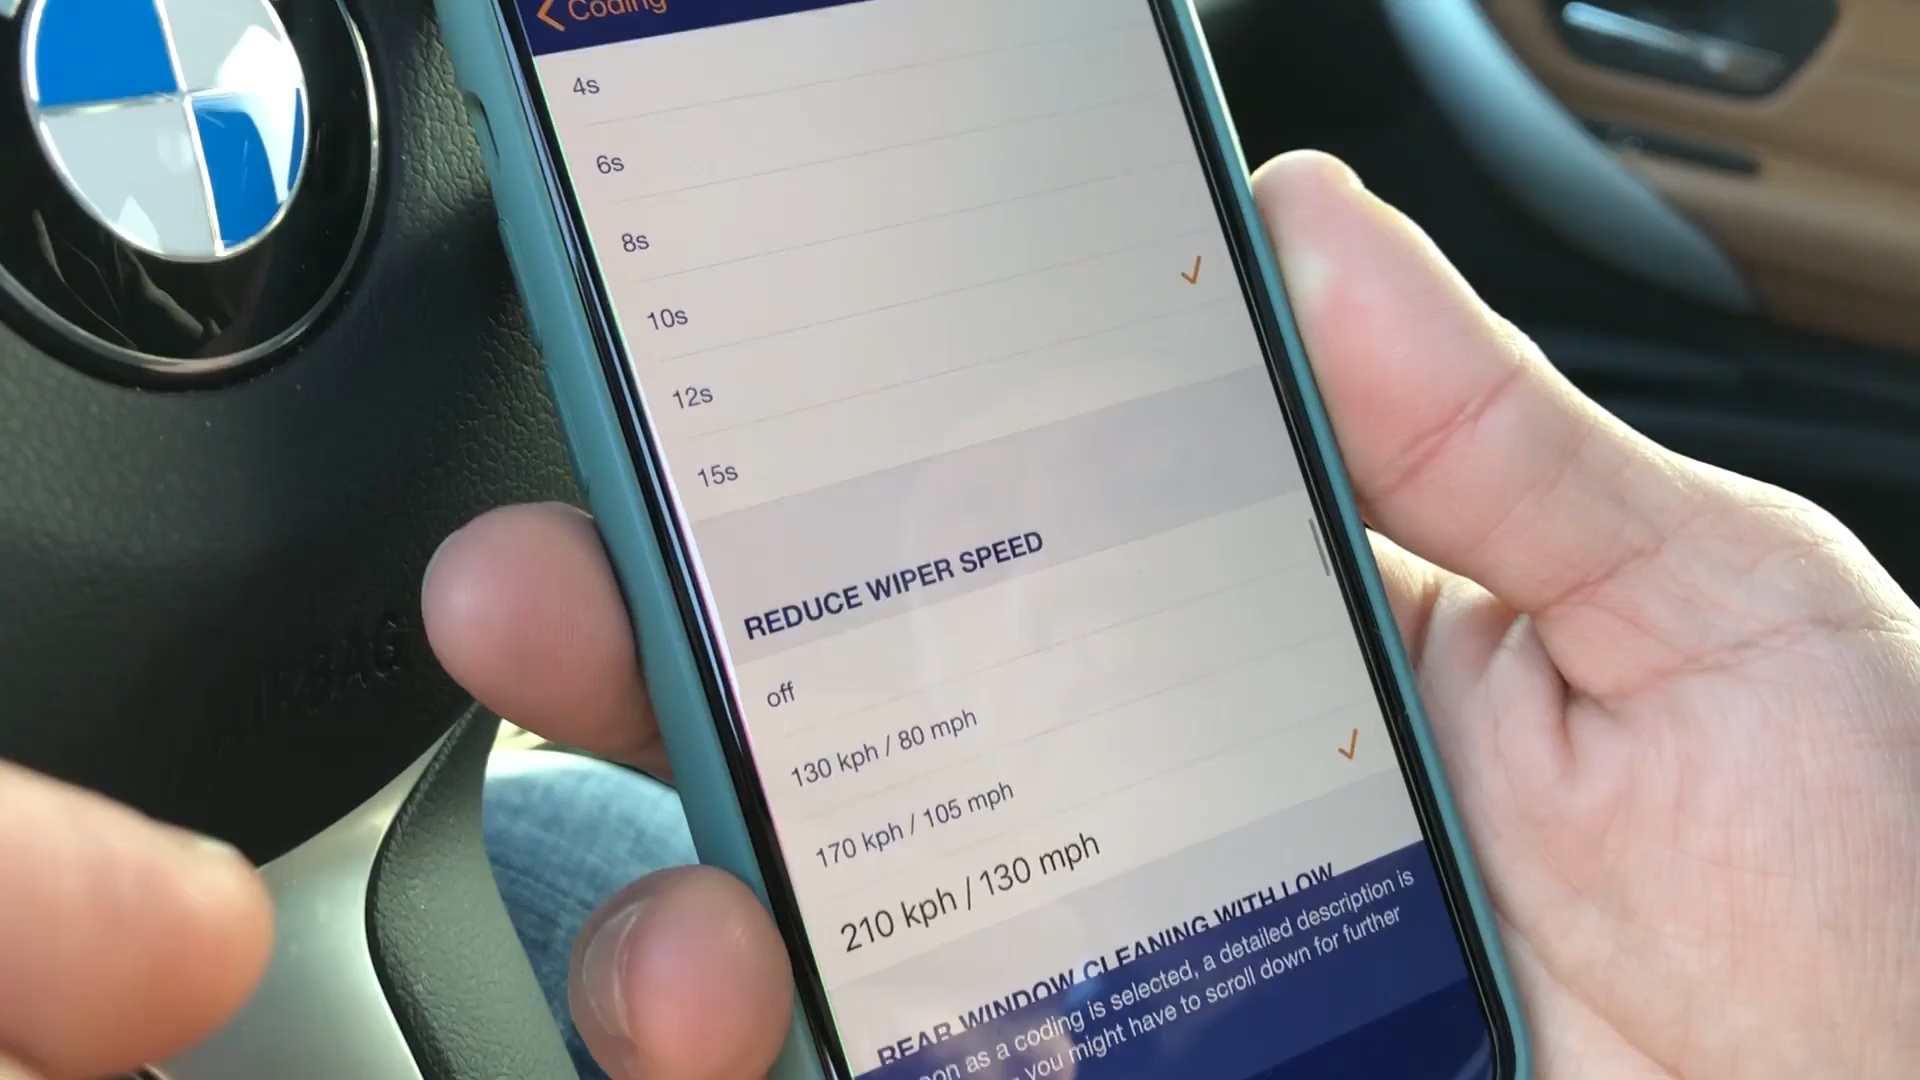 Coding
4s
6s
8s
10s
12s
15s
REDUCE WIPER SPEED
off
130 kph / 80 mph
170 kph / 105 mph
210 kph / 130 mph
REAR WINDOW CLEANING WITH LOW
on as a coding is selected, a detailed description is
you might have to scroll down for further